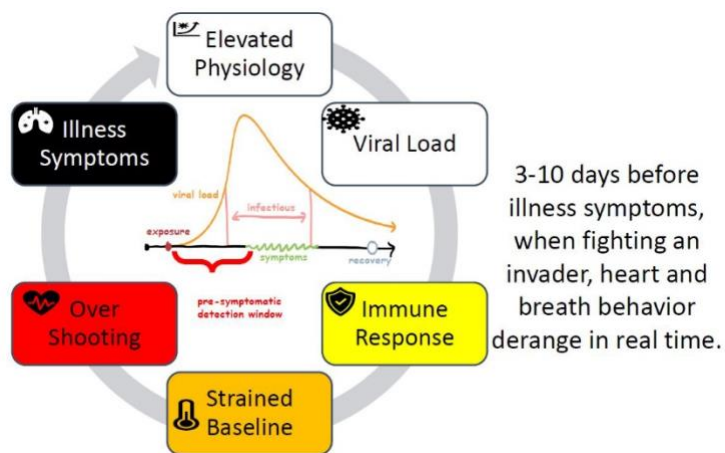 Elevated
Physiology
Illness
Symptoms
Viral Load
viral load
infectious
exposure
symptoms
recovery
pre-symptomatic
detection window
Over
Shooting
Immune
Response
Strained
Baseline
3-10 days before
illness symptoms,
when fighting an
invader, heart and
breath behavior
derange in real time.